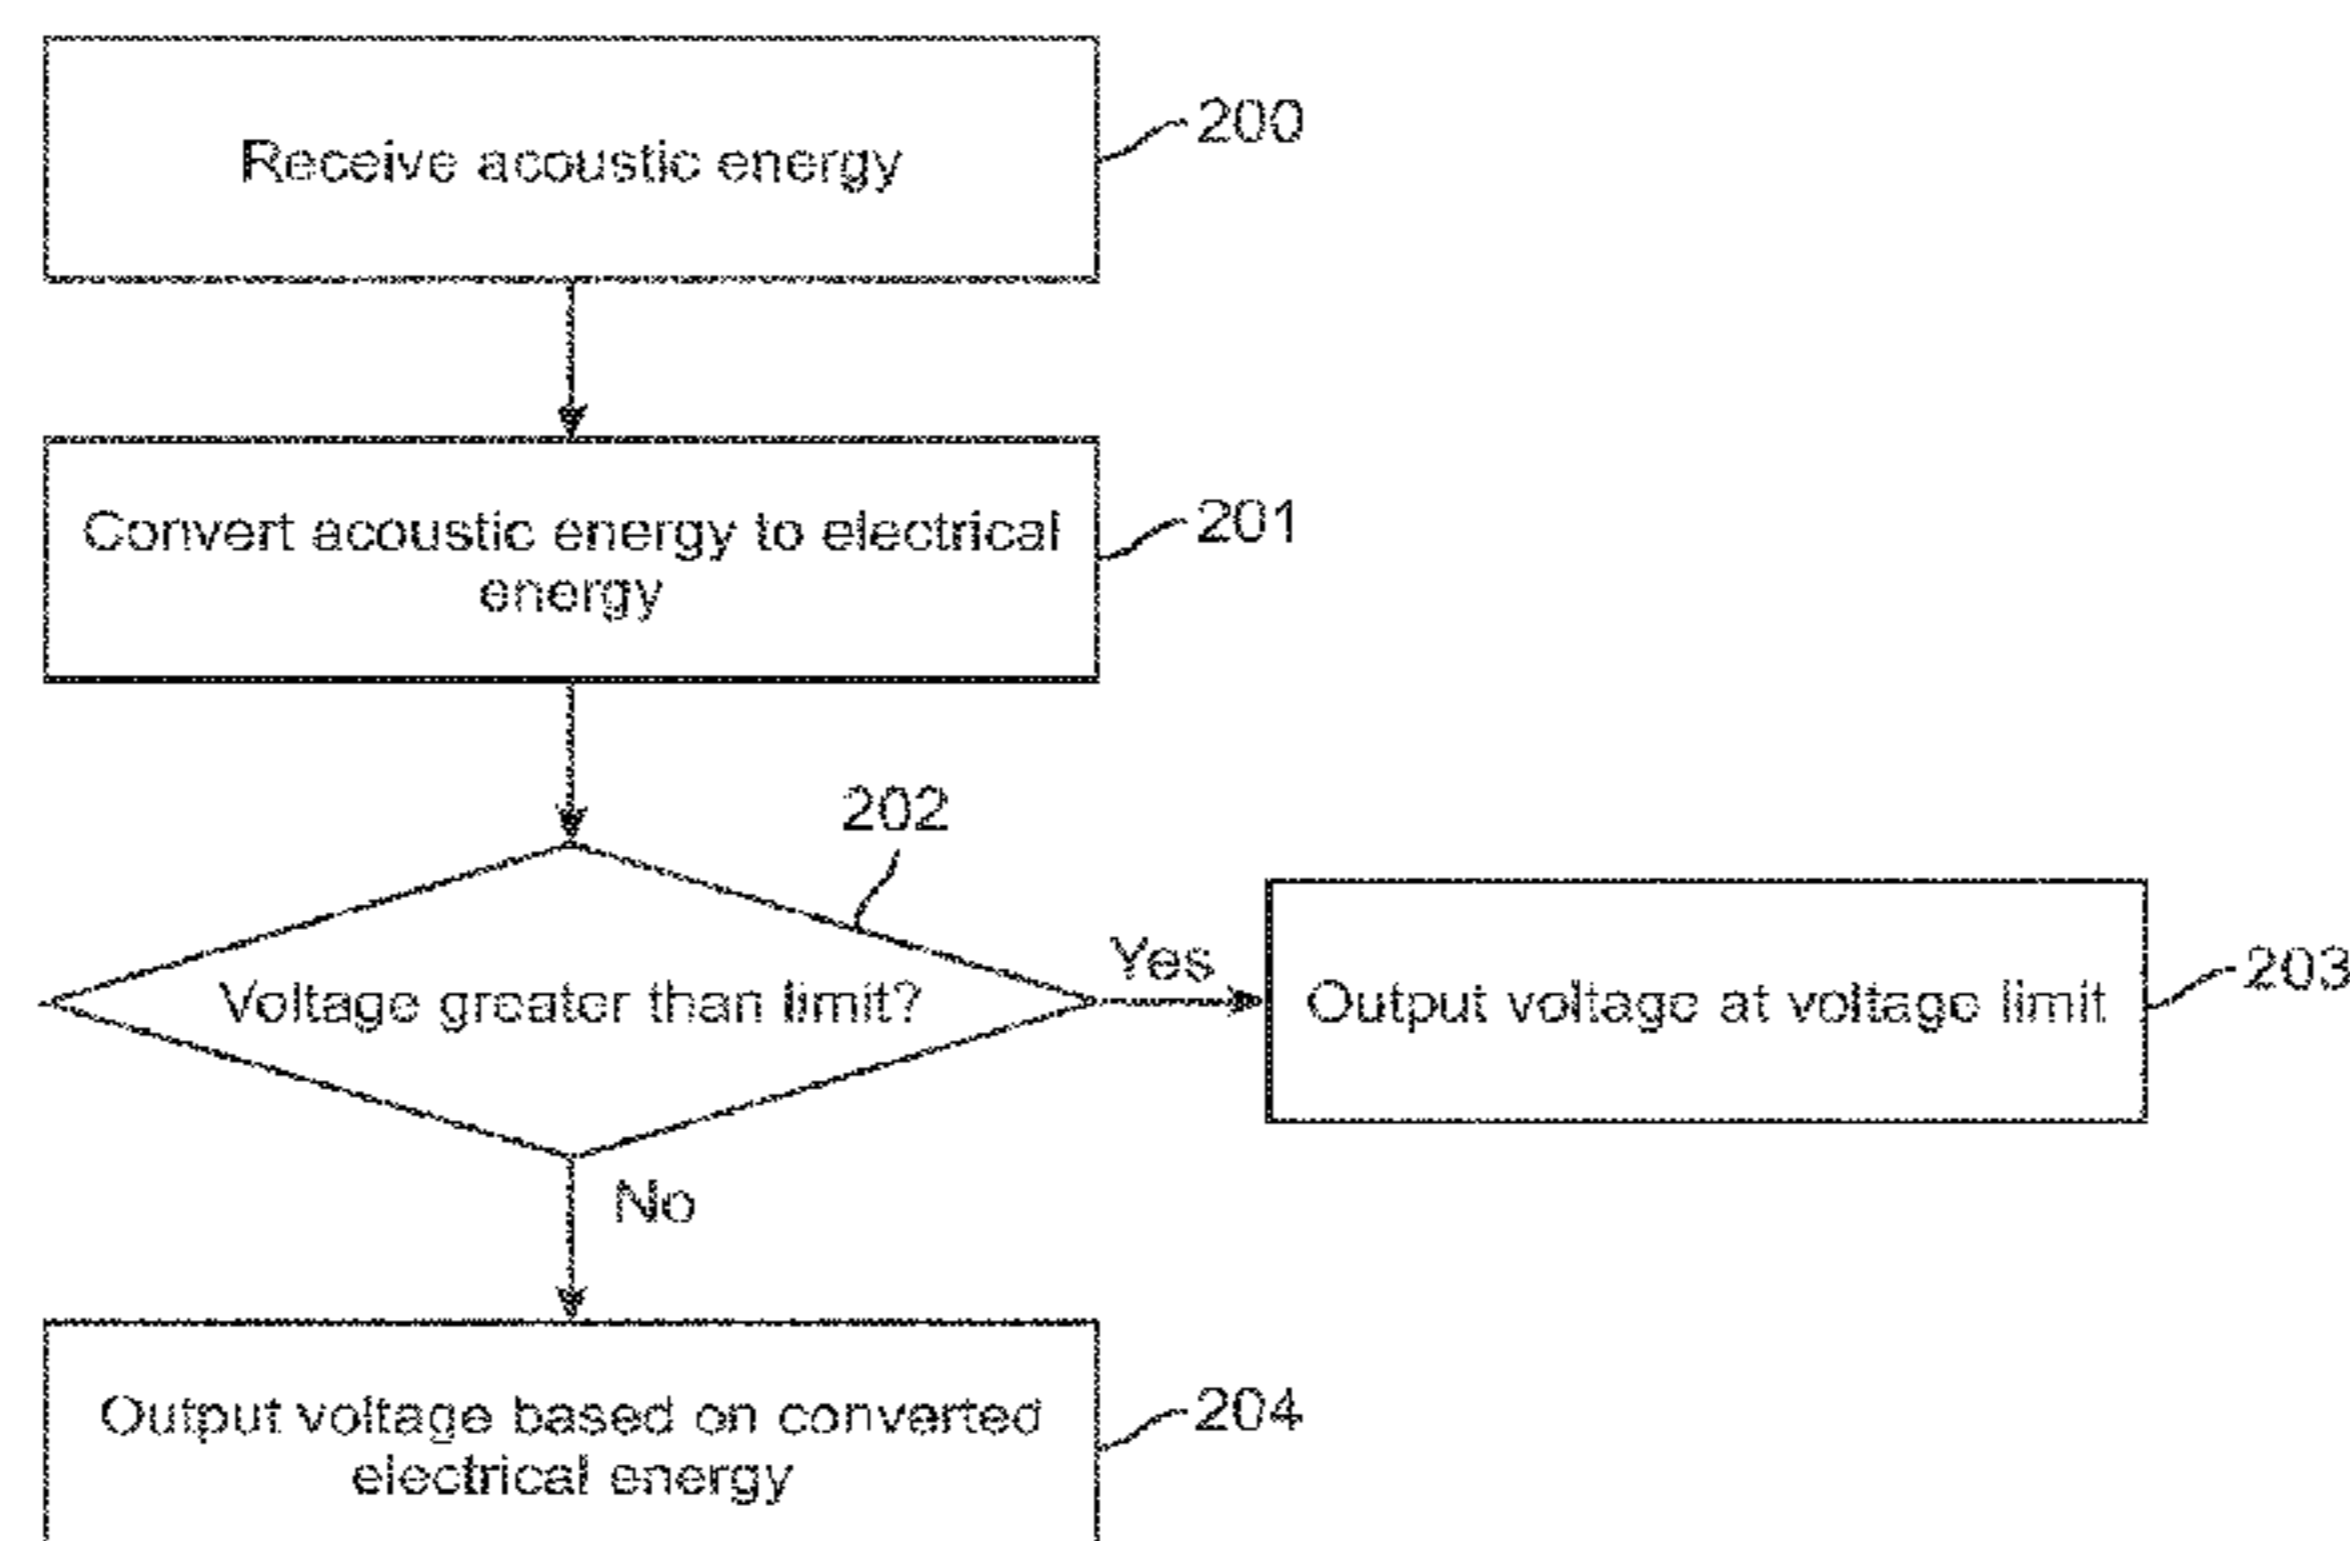 Receive acoustic energy
200
Convert acoustic energy to electrical
energy
201
202
Voltage greater than limit?
Yes
Output voltage at voltage limit
203
No
Output voltage based on converted
electrical energy
204